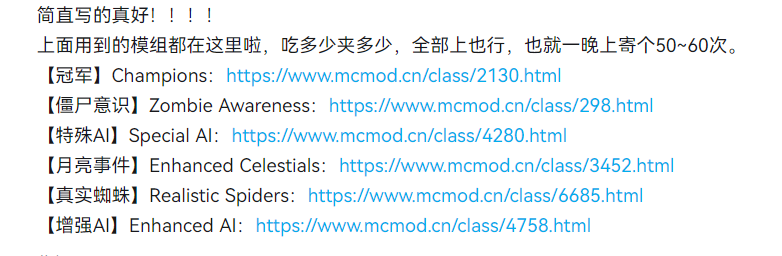 简直写的真好！！！！
上面用到的模组都在这里啦，吃多少夹多少，全部上也行，也就一晚上寄个50~60次。
【冠军】Champions：https://www.mcmod.cn/class/2130.html
【僵尸意识】Zombie Awareness：https://www.mcmod.cn/class/298.html
【特殊AI】Special AI：https://www.mcmod.cn/class/4280.html
【月亮事件】Enhanced Celestials：https://www.mcmod.cn/class/3452.html
【真实蜘蛛】Realistic Spiders：https://www.mcmod.cn/class/6685.html
【增强AI】Enhanced AI：https://www.mcmod.cn/class/4758.html